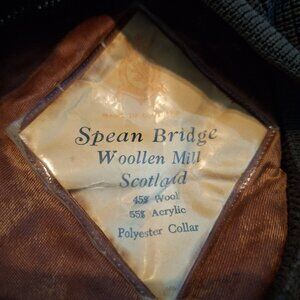 Spean Bridge
Woollen Mill
Scotland
45% Wool
55% Acrylic
Polyester Collar